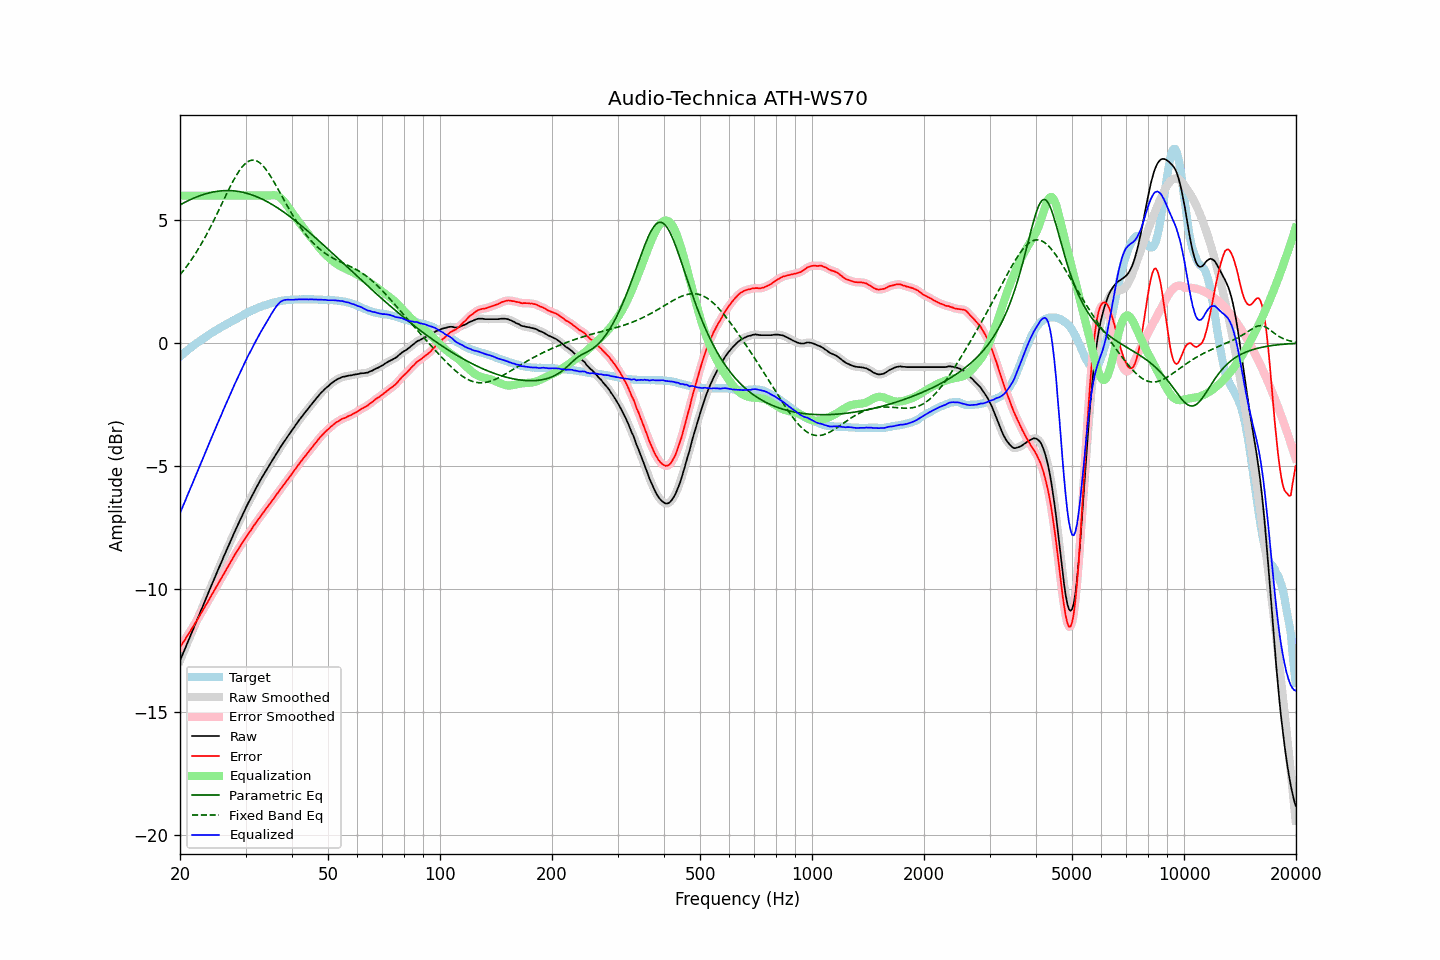 Audio-Technica ATH-WS70
Amplitude (dBr)
5
0
−5
−10
−15
−20
Target
Raw Smoothed
Error Smoothed
Raw
Error
Equalization
Parametric Eq
Fixed Band Eq
Equalized
20 50 100 200 500 1000 2000 5000 10000 20000
Frequency (Hz)